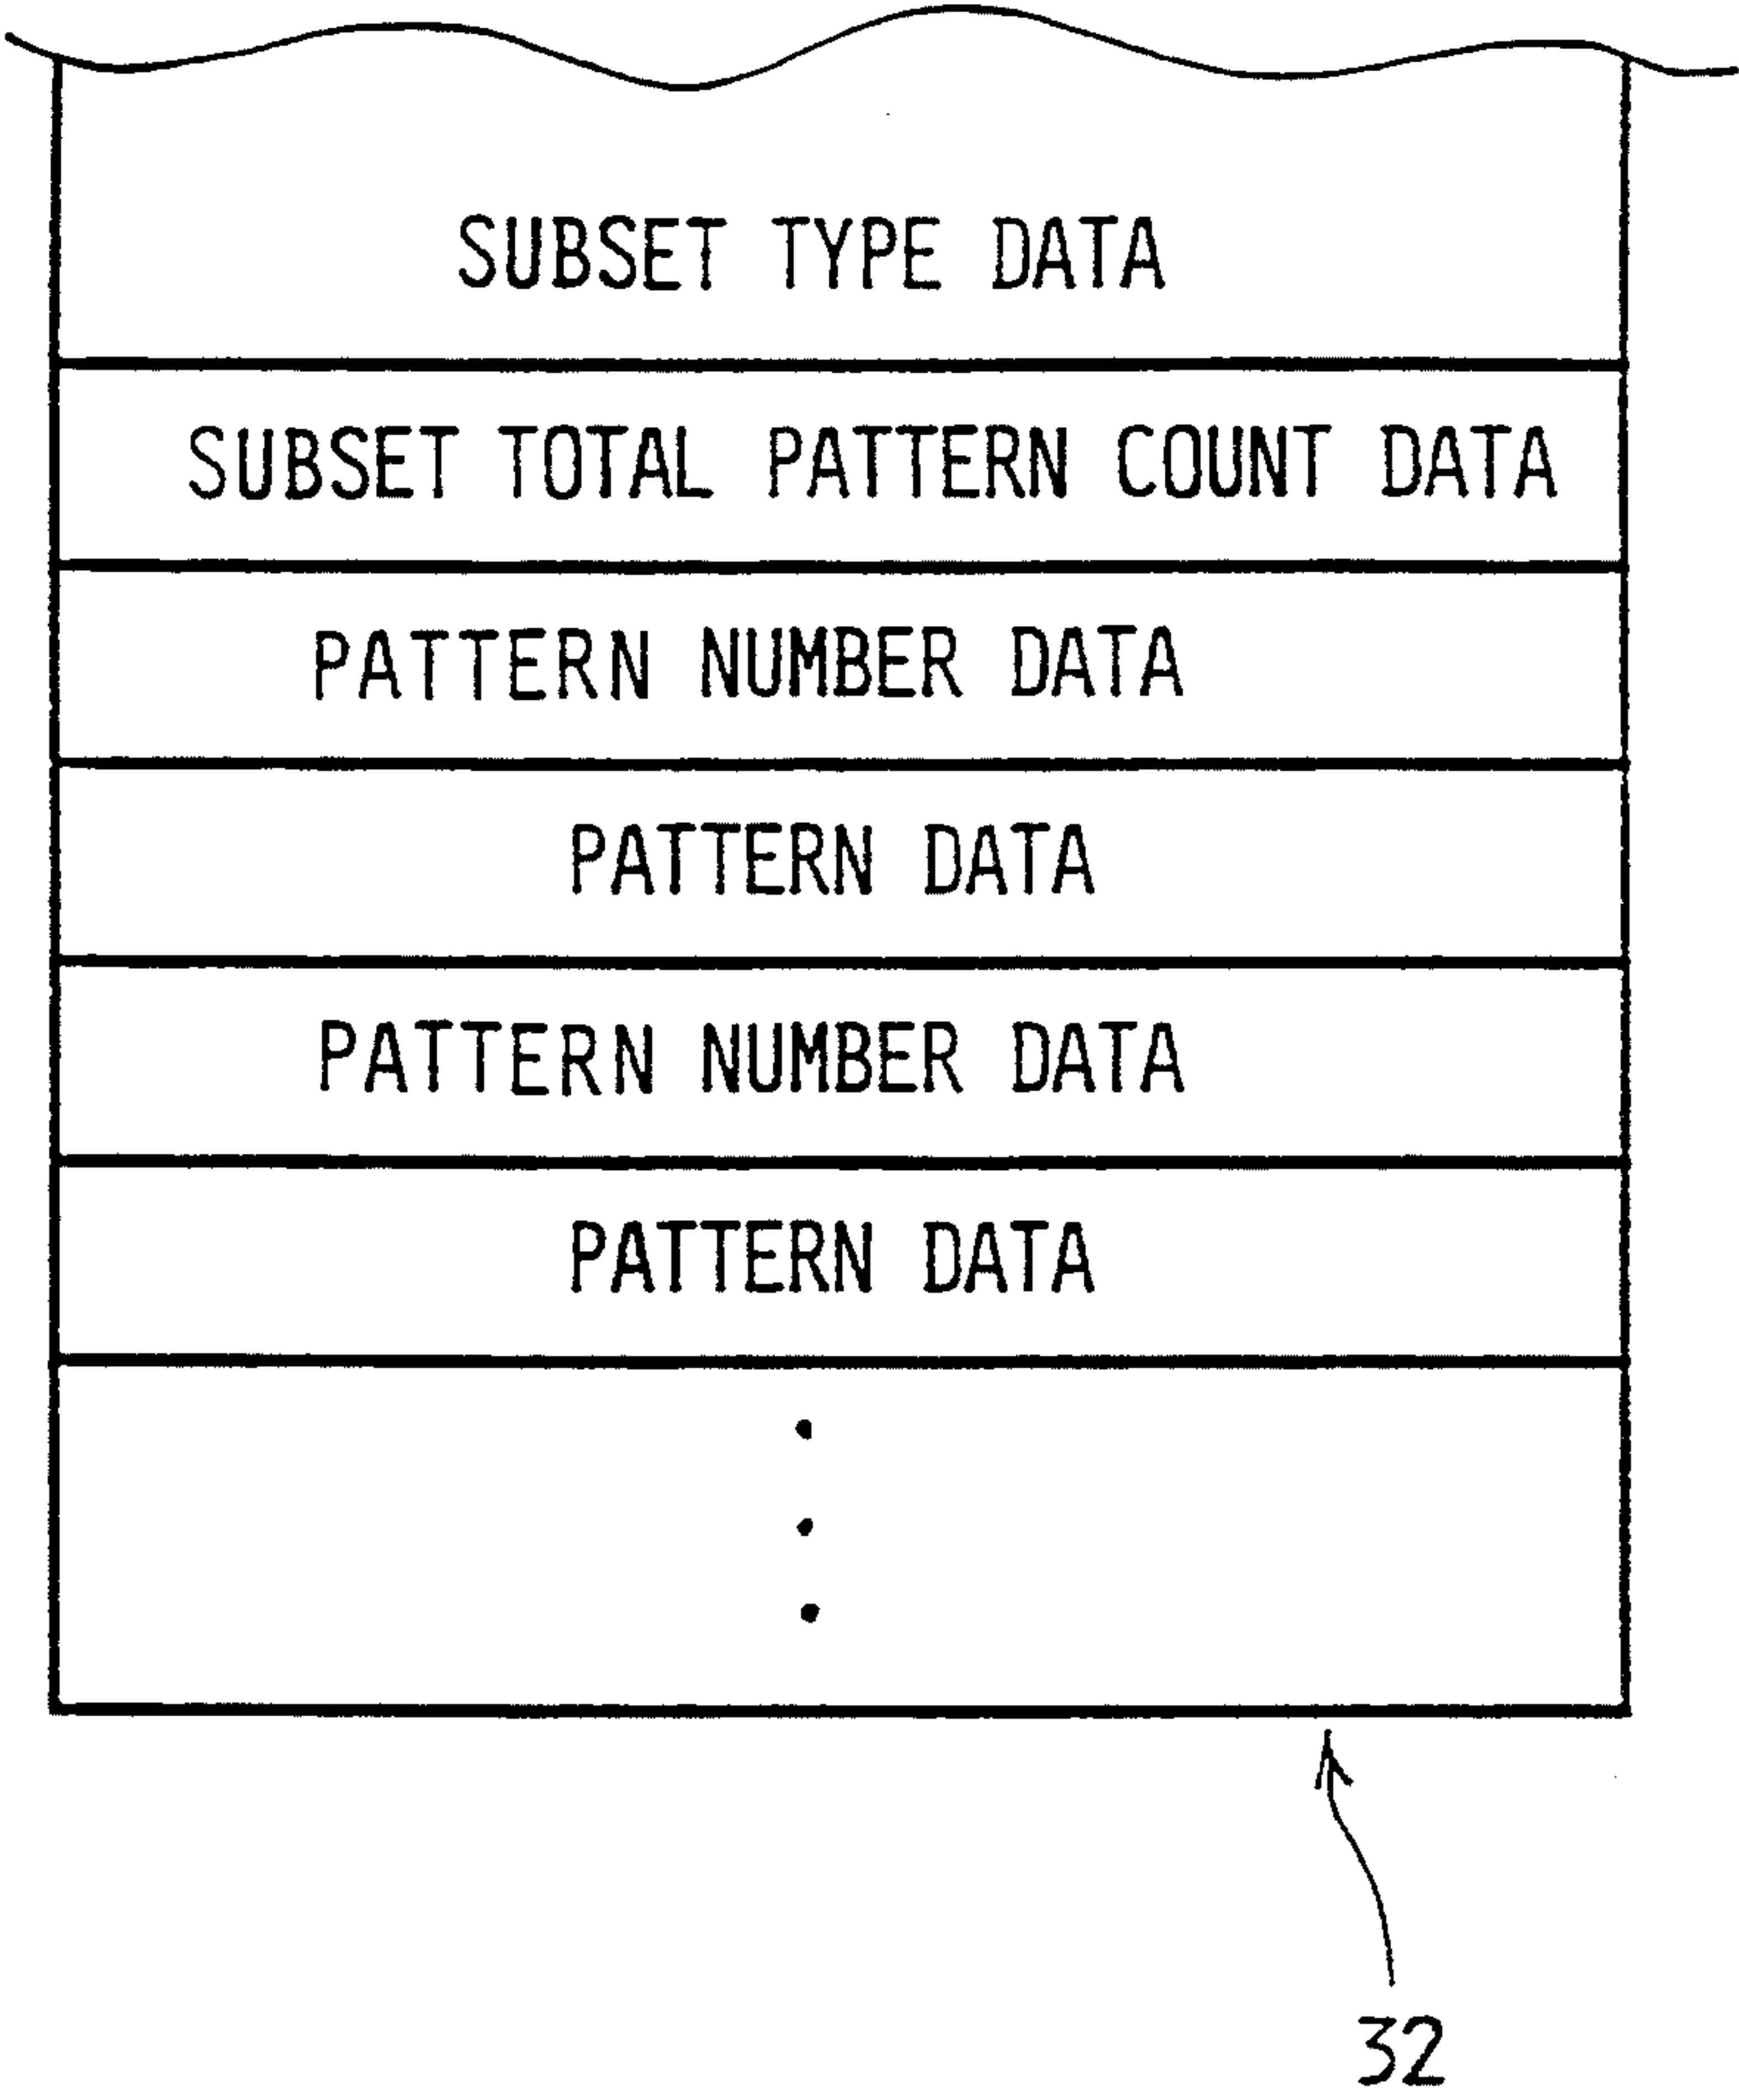 SUBSET TYPE DATA
SUBSET TOTAL PATTERN COUNT DATA
PATTERN NUMBER DATA
PATTERN DATA
PATTERN NUMBER DATA
PATTERN DATA
32